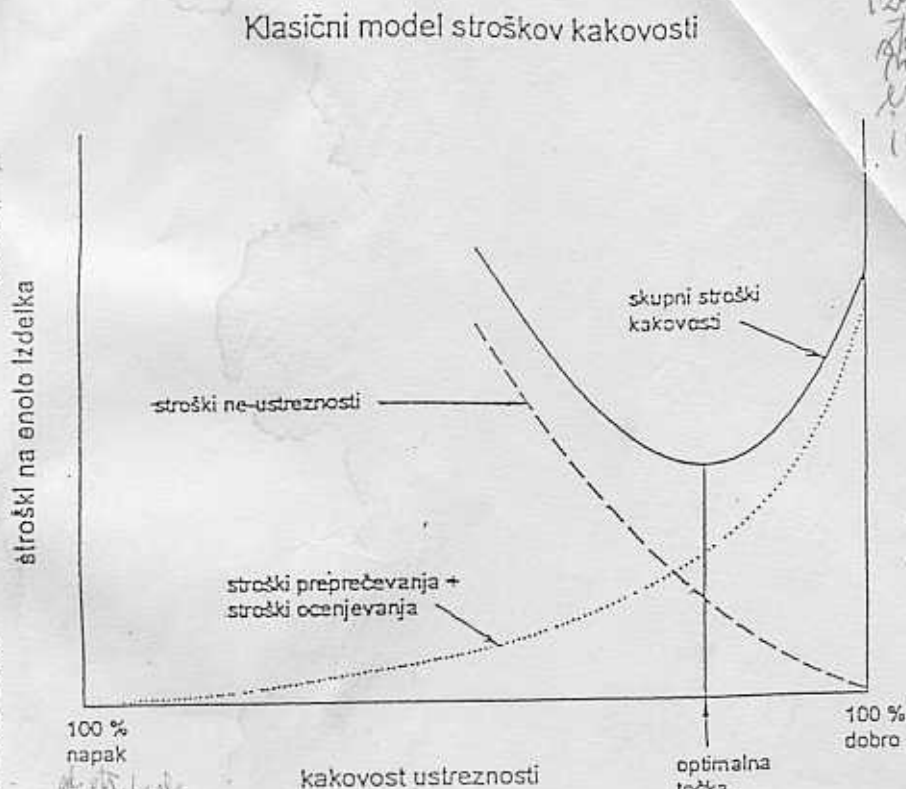 Klasični model stroškov kakovosti
stroški na enoto izdelka
skupni stroški
kakovosti
stroški ne-ustreznosti
stroški preprečevanja +
stroški ocenjevanja
100 %
napak
100 %
dobro
kakovost ustreznosti
optimalna
točka